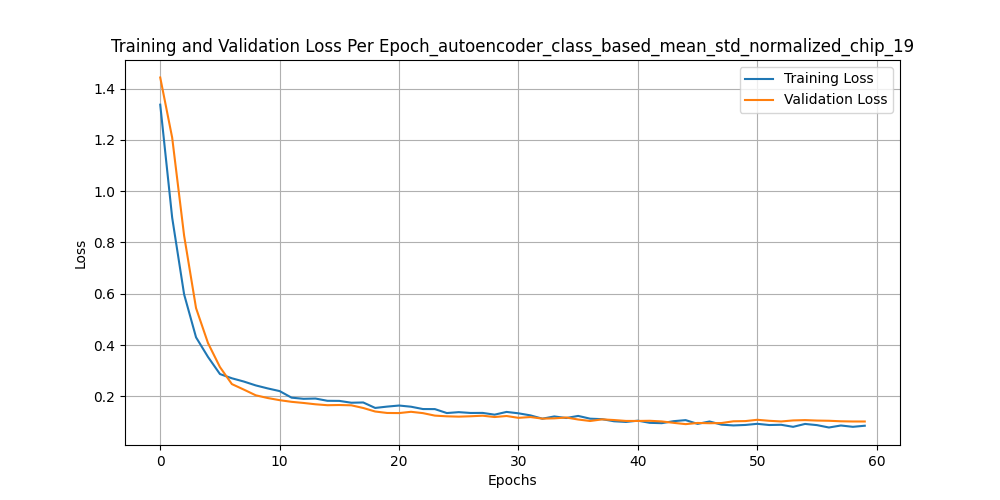 Training and Validation Loss Per Epoch_autoencoder_class_based_mean_std_normalized_chip_19
Training Loss
Validation Loss
1.4
1.2
1.0
0.8
0.6
0.4
0.2
Loss
0 10 20 30 40 50 60
Epochs